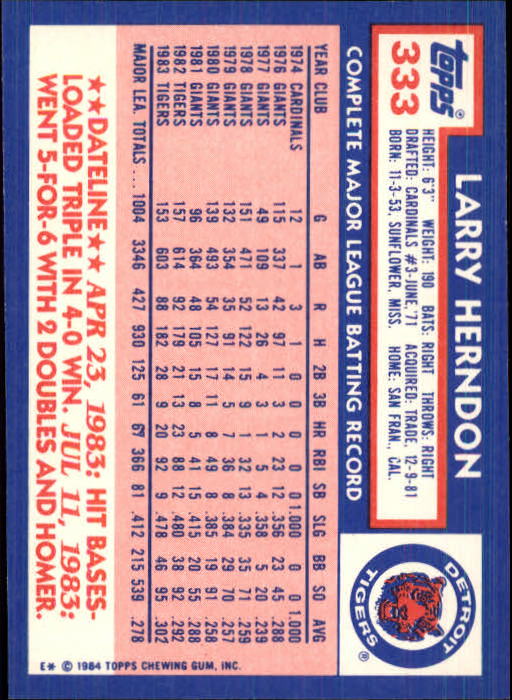 topps®
333
LARRY HERNDON
HEIGHT: 6'3" WEIGHT: 190 BATS: RIGHT THROWS: RIGHT
DRAFTED: CARDINALS #3-JUNE,'71 ACQUIRED: TRADE, 12-9-81
BORN: 11-3-53, SUNFLOWER, MISS. HOME: SAN FRAN., CAL.
DETROIT
TIGERS
COMPLETE MAJOR LEAGUE BATTING RECORD
YEAR CLUB G AB R H 2B 3B HR RBI SB SLG BB SO AVG
1974 CARDINALS 12 1 3 1 0 0 0 0 0 1.000 0 0 1.000
1976 GIANTS 115 337 42 97 11 3 2 23 12 .356 23 45 .288
1977 GIANTS 49 109 13 26 4 3 1 5 4 .358 5 20 .239
1978 GIANTS 151 471 52 122 15 9 1 32 13 .335 35 71 .259
1979 GIANTS 132 354 35 91 14 5 7 36 8 .384 29 70 .257
1980 GIANTS 139 493 54 127 17 11 8 49 8 .385 19 91 .258
1981 GIANTS 96 364 48 105 15 8 5 41 15 .415 20 55 .288
1982 TIGERS 157 614 92 179 21 13 23 88 12 .480 38 92 .292
1983 TIGERS 153 603 88 182 28 9 20 92 9 .478 46 95 .302
MAJOR LEA. TOTALS ... 1004 3346 427 930 125 61 67 366 81 .412 215 539 .278
★★DATELINE★★ APR 23, 1983: HIT BASES-
LOADED TRIPLE IN 4-0 WIN. JUL 11, 1983:
WENT 5-FOR-6 WITH 2 DOUBLES AND HOMER.
E* © 1984 TOPPS CHEWING GUM, INC.